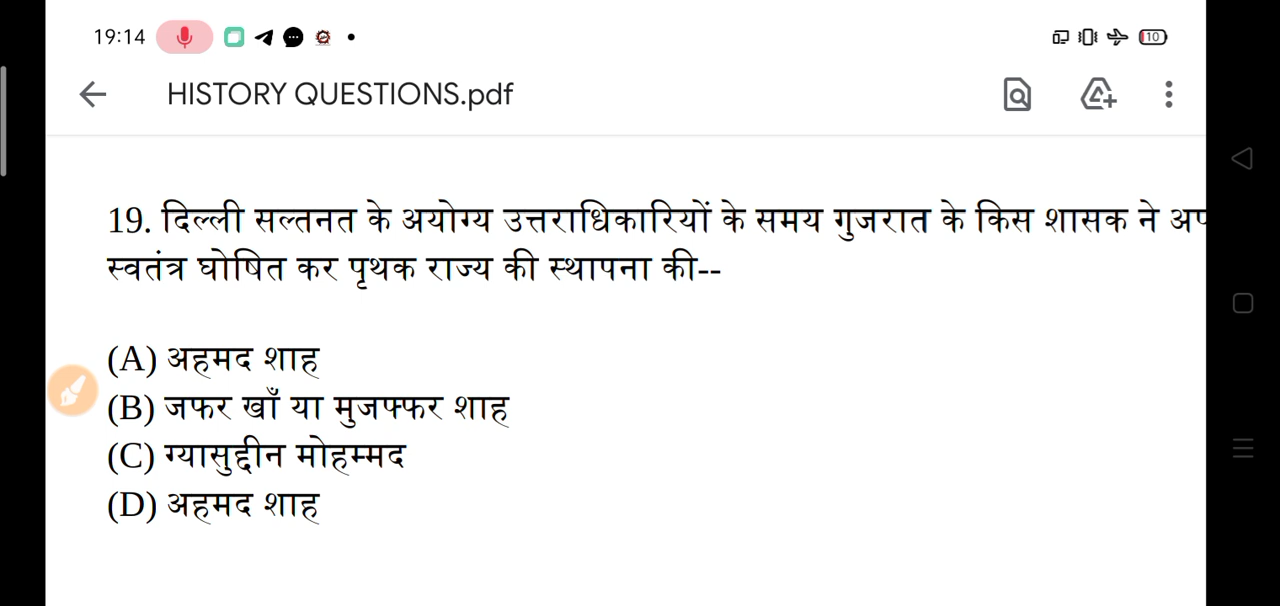 19:14
10
HISTORY QUESTIONS.pdf
19. दिल्ली सल्तनत के अयोग्य उत्तराधिकारियों के समय गुजरात के किस शासक ने
स्वतंत्र घोषित कर पृथक राज्य की स्थापना की--
(A) अहमद शाह
(B) जफर खाँ या मुजफ्फर शाह
(C) ग्यासुद्दीन मोहम्मद
(D) अहमद शाह